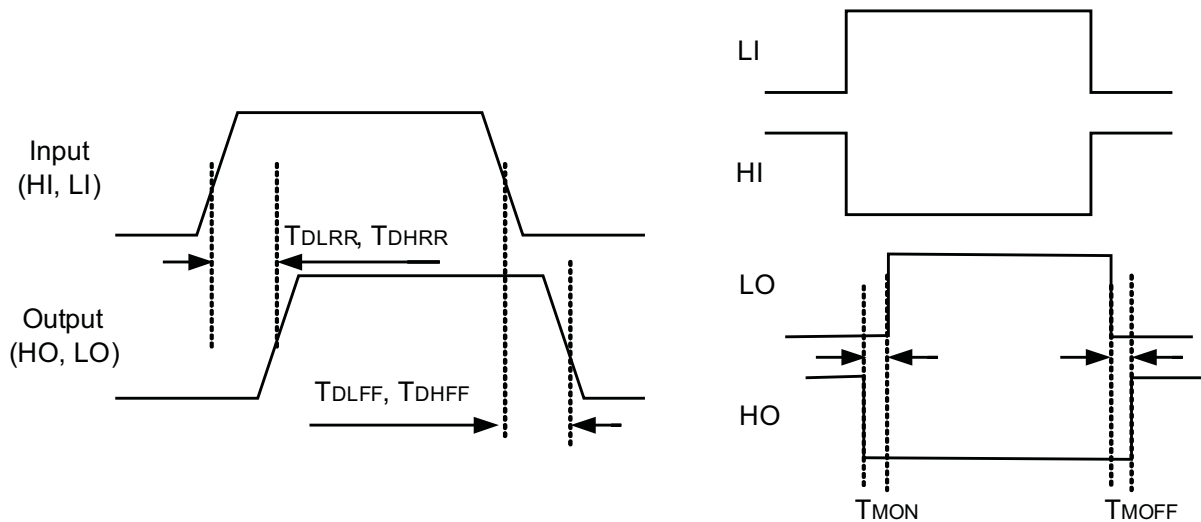 Input
(HI, LI)
TDLRR, TDHRR
Output
(HO, LO)
TDLFF, TDHFF
LI
HI
LO
HO
TMON
TMOFF